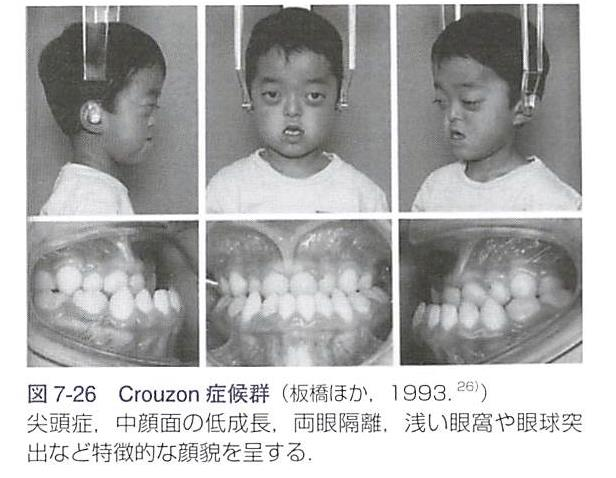 図 7-26 Crouzon 症候群（板橋ほか，1993.26)）
尖頭症，中顔面の低成長，両眼隔離，浅い眼窩や眼球突
出など特徴的な顔貌を呈する．